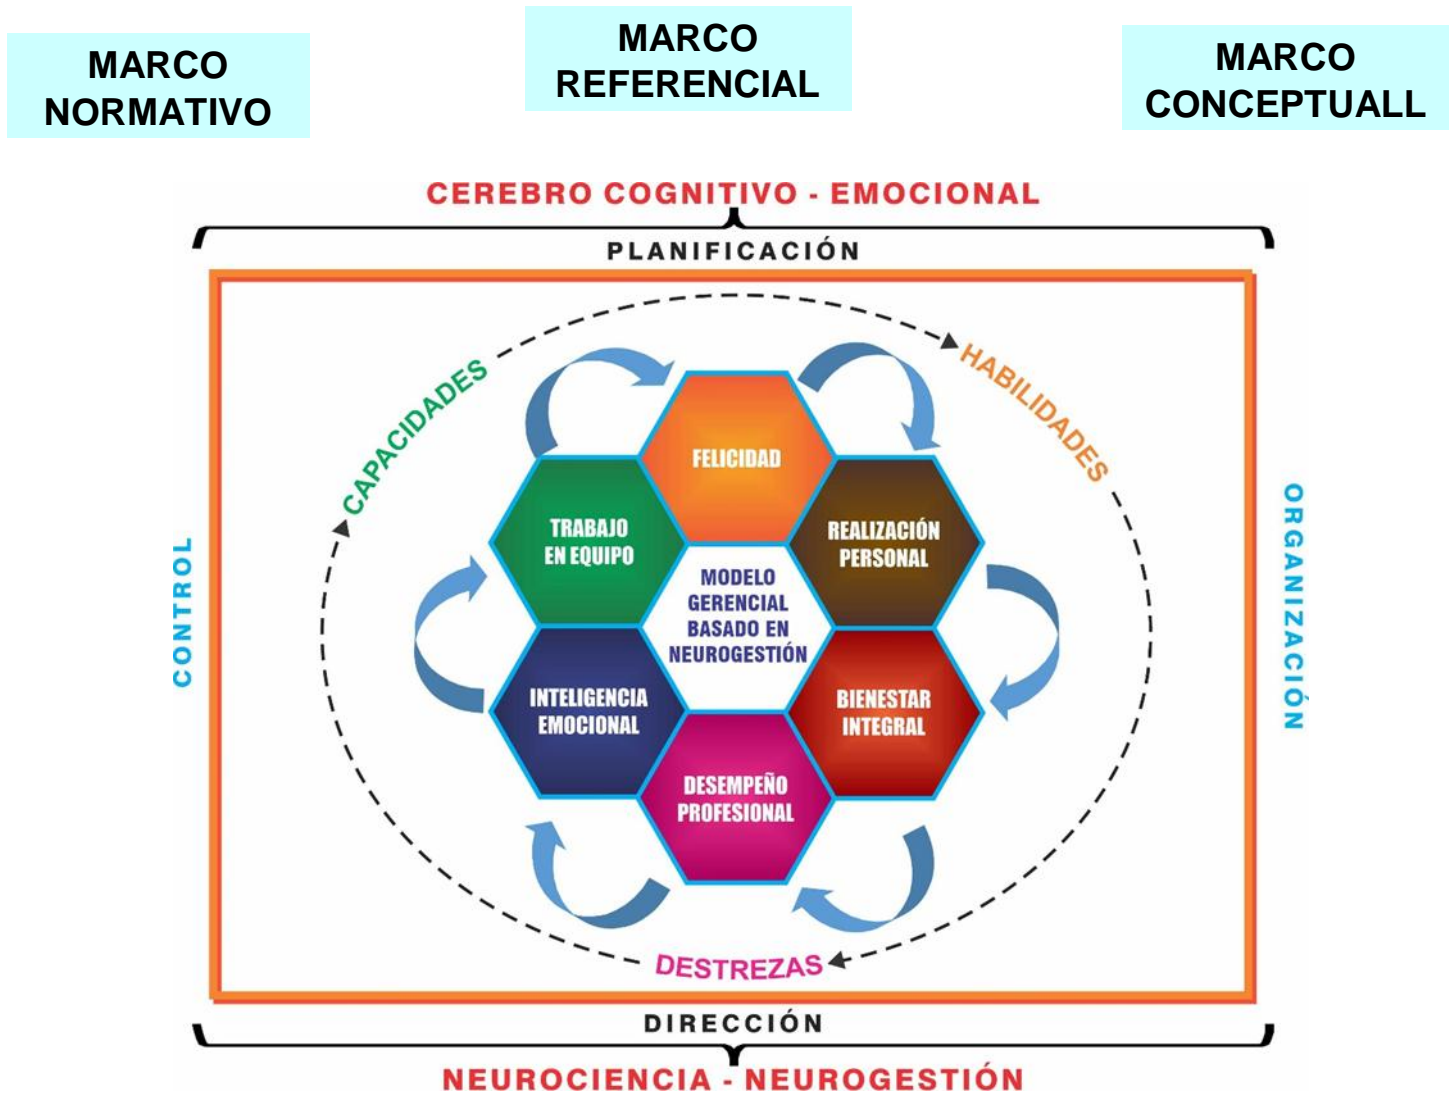 MARCO
NORMATIVO
MARCO
REFERENCIAL
MARCO
CONCEPTUALL
CEREBRO COGNITIVO - EMOCIONAL
PLANIFICACIÓN
CAPACIDADES
HABILIDADES
FELICIDAD
TRABAJO
EN EQUIPO
REALIZACIÓN
PERSONAL
MODELO
GERENCIAL
BASADO EN
NEUROGESTIÓN
CONTROL
ORGANIZACIÓN
INTELIGENCIA
EMOCIONAL
BIENESTAR
INTEGRAL
DESEMPEÑO
PROFESIONAL
DESTREZAS
DIRECCIÓN
NEUROCIENCIA - NEUROGESTIÓN